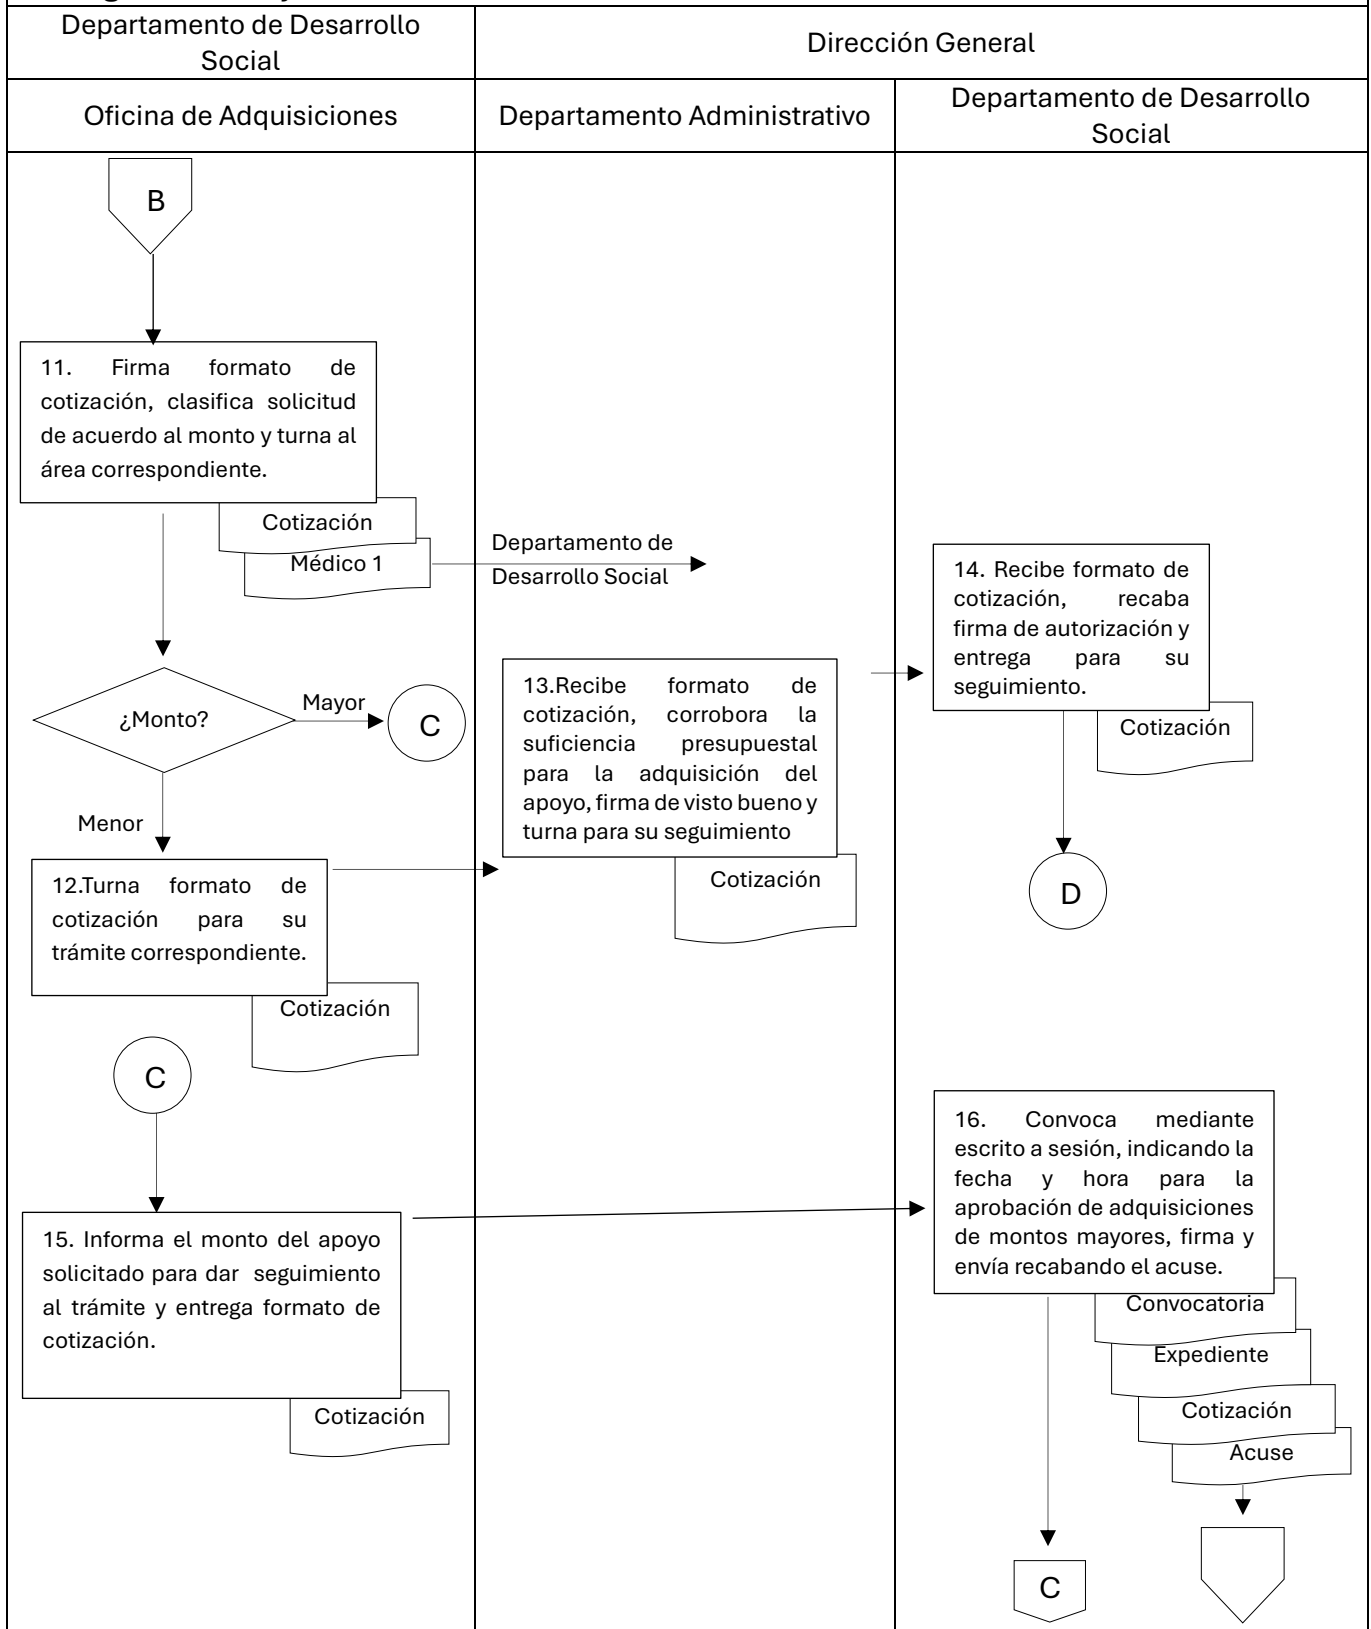 Departamento de Desarrollo
Social
Dirección General
Oficina de Adquisiciones
Departamento Administrativo
Departamento de Desarrollo
Social
B
11. Firma formato de
cotización, clasifica solicitud
de acuerdo al monto y turna al
área correspondiente.
Cotización
Médico 1
Departamento de
Desarrollo Social
¿Monto?
Mayor
C
Menor
12.Turna formato de
cotización para su
trámite correspondiente.
Cotización
13.Recibe formato de
cotización, corrobora la
suficiencia presupuestal
para la adquisición del
apoyo, firma de visto bueno y
turna para su seguimiento
Cotización
14. Recibe formato de
cotización, recaba
firma de autorización y
entrega para su
seguimiento.
Cotización
D
C
15. Informa el monto del apoyo
solicitado para dar seguimiento
al trámite y entrega formato de
cotización.
Cotización
16. Convoca mediante
escrito a sesión, indicando la
fecha y hora para la
aprobación de adquisiciones
de montos mayores, firma y
envía recabando el acuse.
Convocatoria
Expediente
Cotización
Acuse
C